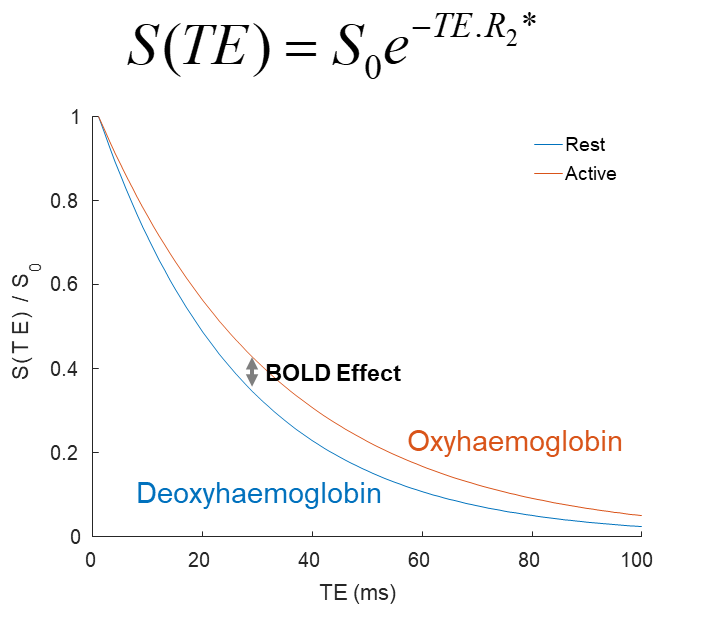 S(TE) = S₀e^(-TE.R₂*)
1
Rest
Active
0.8
0.6
S(TE) / S₀
0.4
BOLD Effect
Oxyhaemoglobin
0.2
Deoxyhaemoglobin
0
0 20 40 60 80 100
TE (ms)